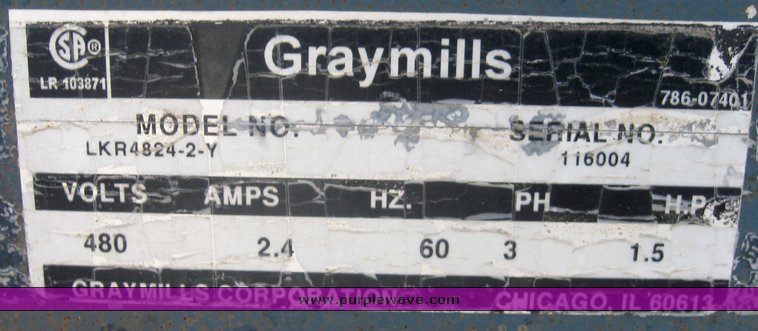 SA®
LR 103871
Graymills
786-07401
MODEL NO. SERIAL NO.
LKR4824-2-Y 116004
VOLTS AMPS HZ. PH. H.P.
480 2.4 60 3 1.5
GRAYMILLS CORPORATION CHICAGO, IL 60613
www.purplewave.com